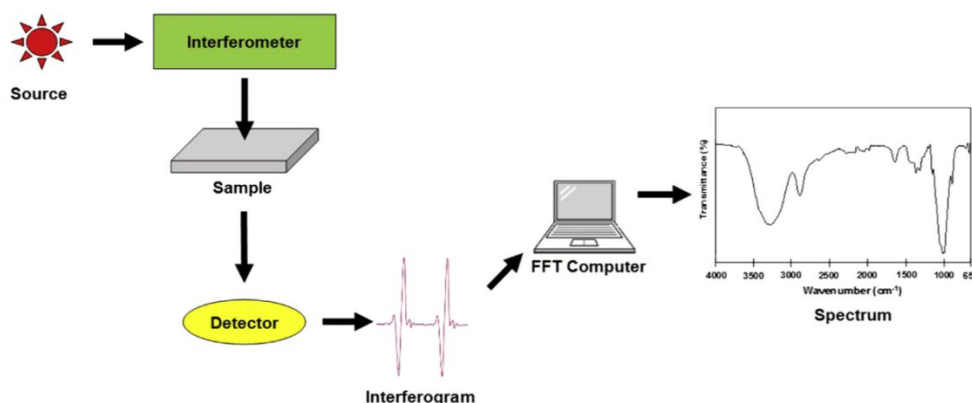 Source
Interferometer
Sample
Detector
Interferogram
FFT Computer
Transmittance (%)
4000 3500 3000 2500 2000 1500 1000 65
Wavenumber (cm⁻¹)
Spectrum